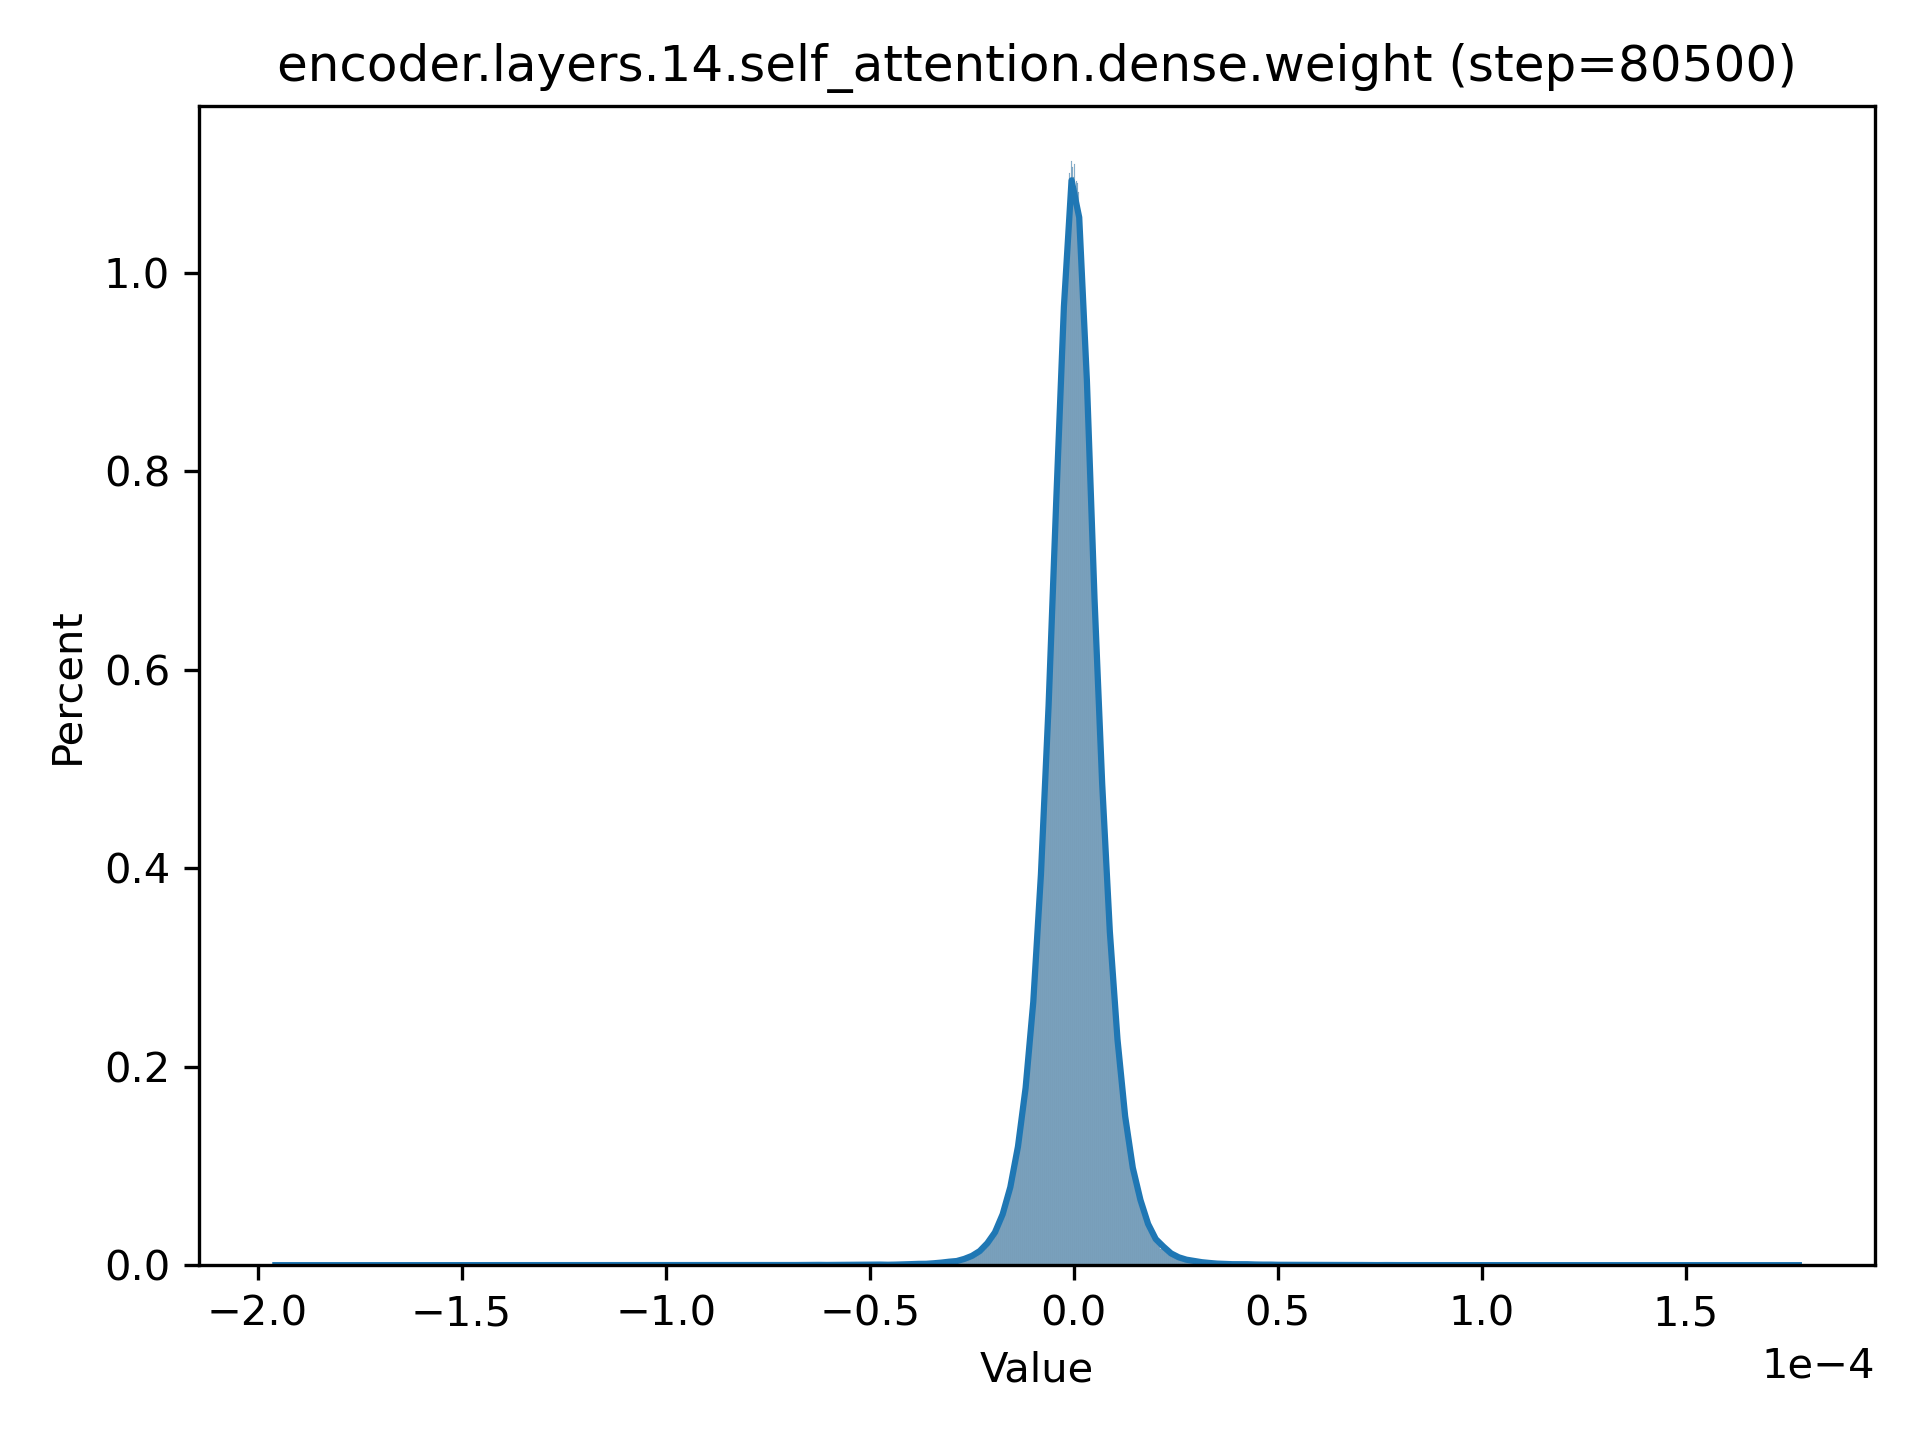 encoder.layers.14.self_attention.dense.weight (step=80500)
1.0
0.8
0.6
0.4
0.2
0.0
Percent
−2.0 −1.5 −1.0 −0.5 0.0 0.5 1.0 1.5
Value
1e−4